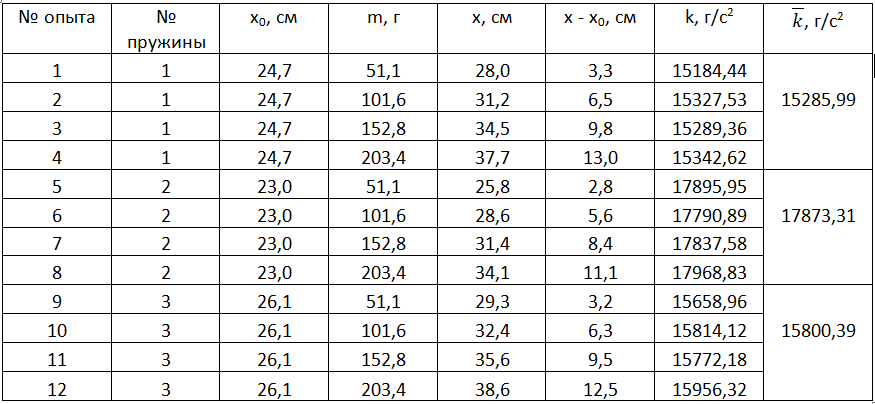 № опыта № пружины x0, см m, г x, см x - x0, см k, г/с² k̅, г/с²
1 1 24,7 51,1 28,0 3,3 15184,44 15285,99
2 1 24,7 101,6 31,2 6,5 15327,53
3 1 24,7 152,8 34,5 9,8 15289,36
4 1 24,7 203,4 37,7 13,0 15342,62
5 2 23,0 51,1 25,8 2,8 17895,95 17873,31
6 2 23,0 101,6 28,6 5,6 17790,89
7 2 23,0 152,8 31,4 8,4 17837,58
8 2 23,0 203,4 34,1 11,1 17968,83
9 3 26,1 51,1 29,3 3,2 15658,96 15800,39
10 3 26,1 101,6 32,4 6,3 15814,12
11 3 26,1 152,8 35,6 9,5 15772,18
12 3 26,1 203,4 38,6 12,5 15956,32